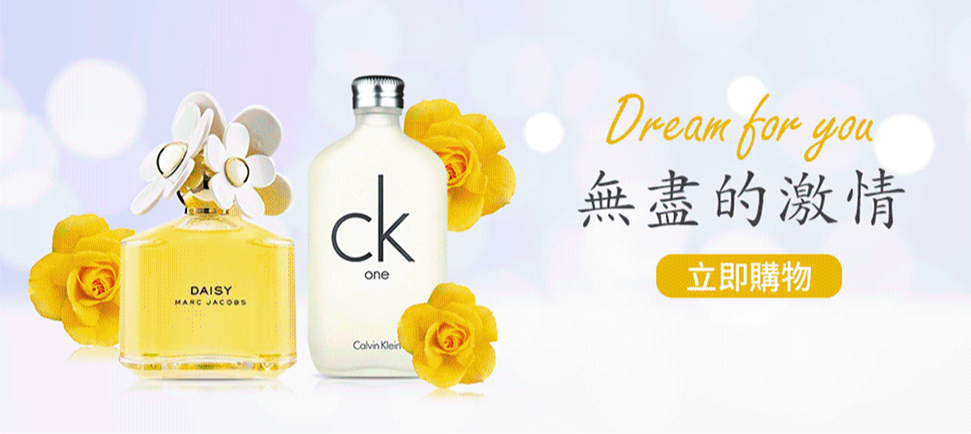 DAISY
MARC JACOBS
ck
one
Calvin Klein
Dream for you
無盡的激情
立即購物